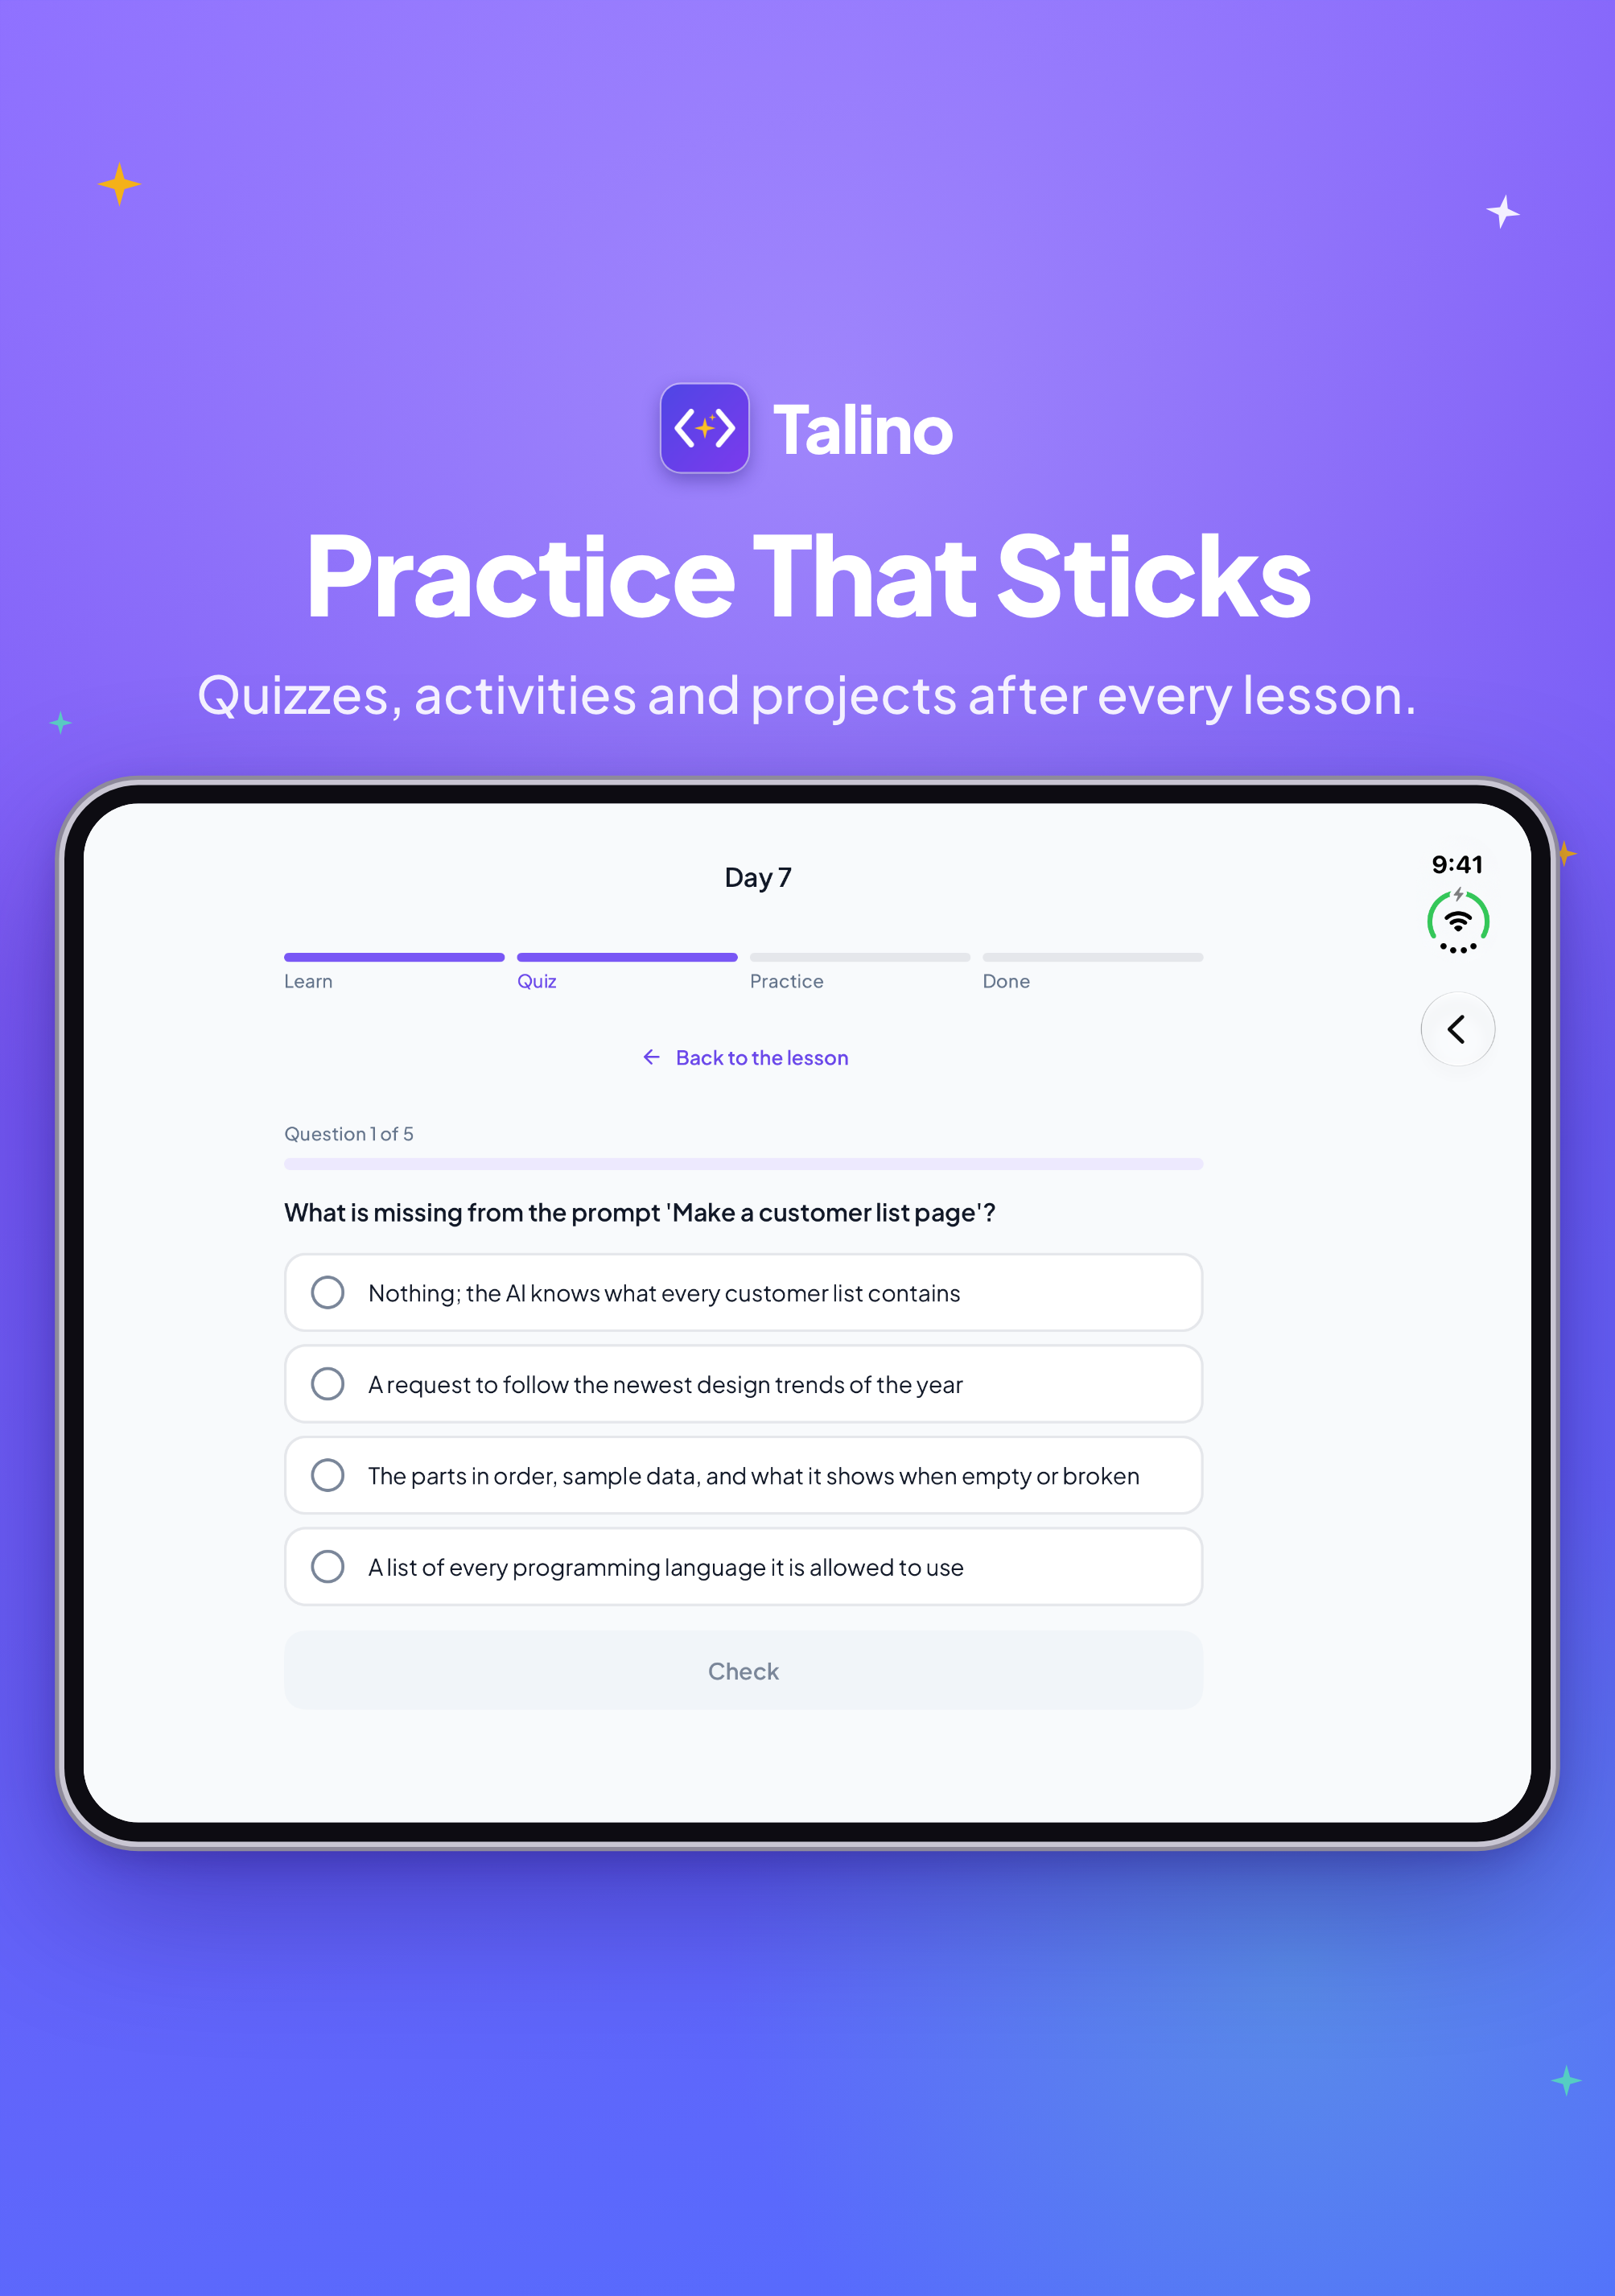 Talino
Practice That Sticks
Quizzes, activities and projects after every lesson.
Day 7
9:41
Learn
Quiz
Practice
Done
Back to the lesson
Question 1 of 5
What is missing from the prompt 'Make a customer list page'?
Nothing; the AI knows what every customer list contains
A request to follow the newest design trends of the year
The parts in order, sample data, and what it shows when empty or broken
A list of every programming language it is allowed to use
Check